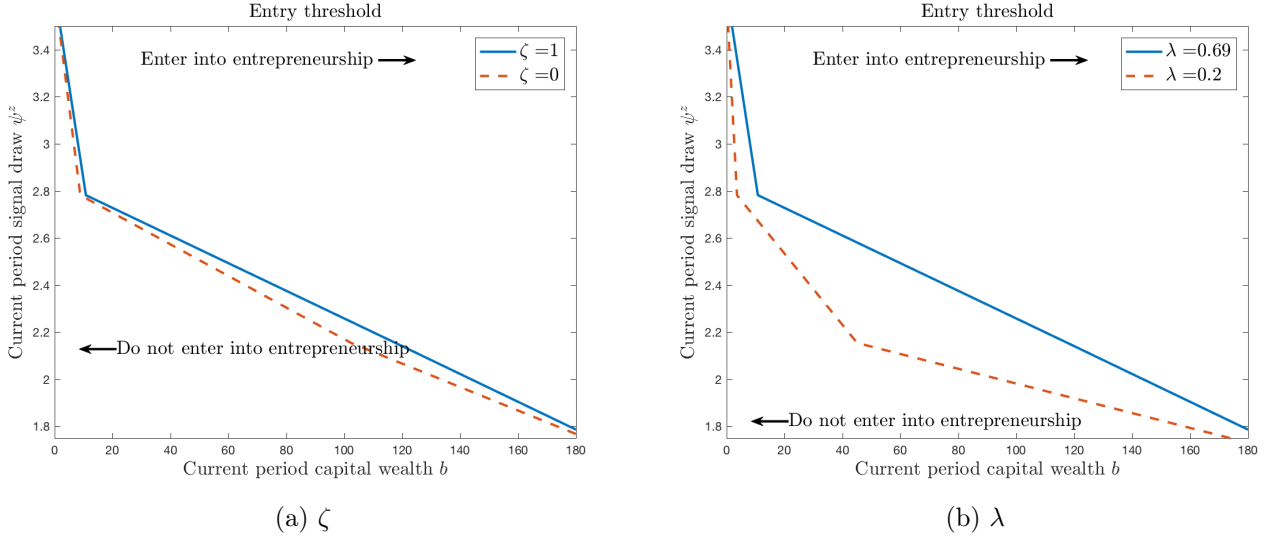 Entry threshold
Enter into entrepreneurship
ζ =1
ζ =0
Do not enter into entrepreneurship
Current period signal draw ψ^z
3.4
3.2
3
2.8
2.6
2.4
2.2
2
1.8
0 20 40 60 80 100 120 140 160 180
Current period capital wealth b
(a) ζ
Entry threshold
Enter into entrepreneurship
λ =0.69
λ =0.2
Do not enter into entrepreneurship
Current period signal draw ψ^z
3.4
3.2
3
2.8
2.6
2.4
2.2
2
1.8
0 20 40 60 80 100 120 140 160 180
Current period capital wealth b
(b) λ